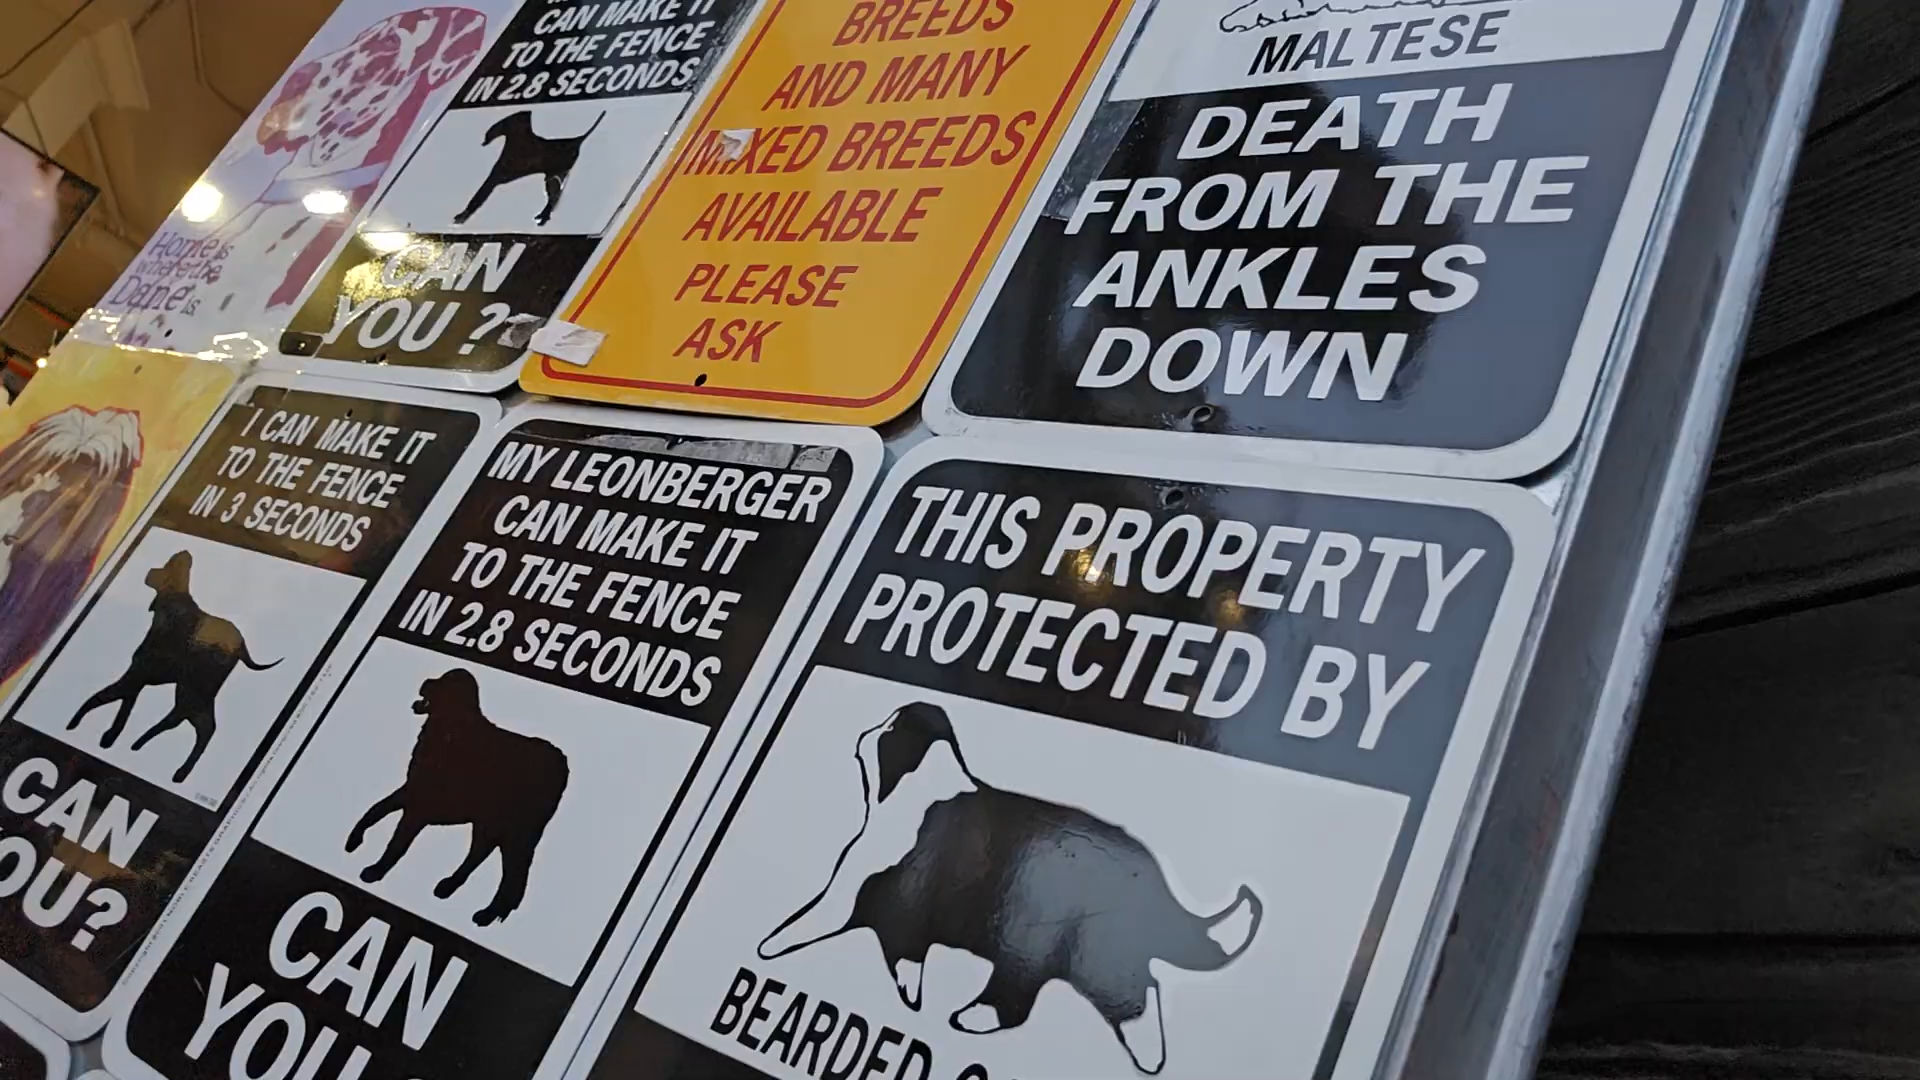 Home is
where the
Dane is.
CAN MAKE IT
TO THE FENCE
IN 2.8 SECONDS
CAN
YOU ?
BREEDS
AND MANY
MIXED BREEDS
AVAILABLE
PLEASE
ASK
MALTESE
DEATH
FROM THE
ANKLES
DOWN
I CAN MAKE IT
TO THE FENCE
IN 3 SECONDS
CAN
YOU?
MY LEONBERGER
CAN MAKE IT
TO THE FENCE
IN 2.8 SECONDS
CAN
YOU
THIS PROPERTY
PROTECTED BY
BEARDED